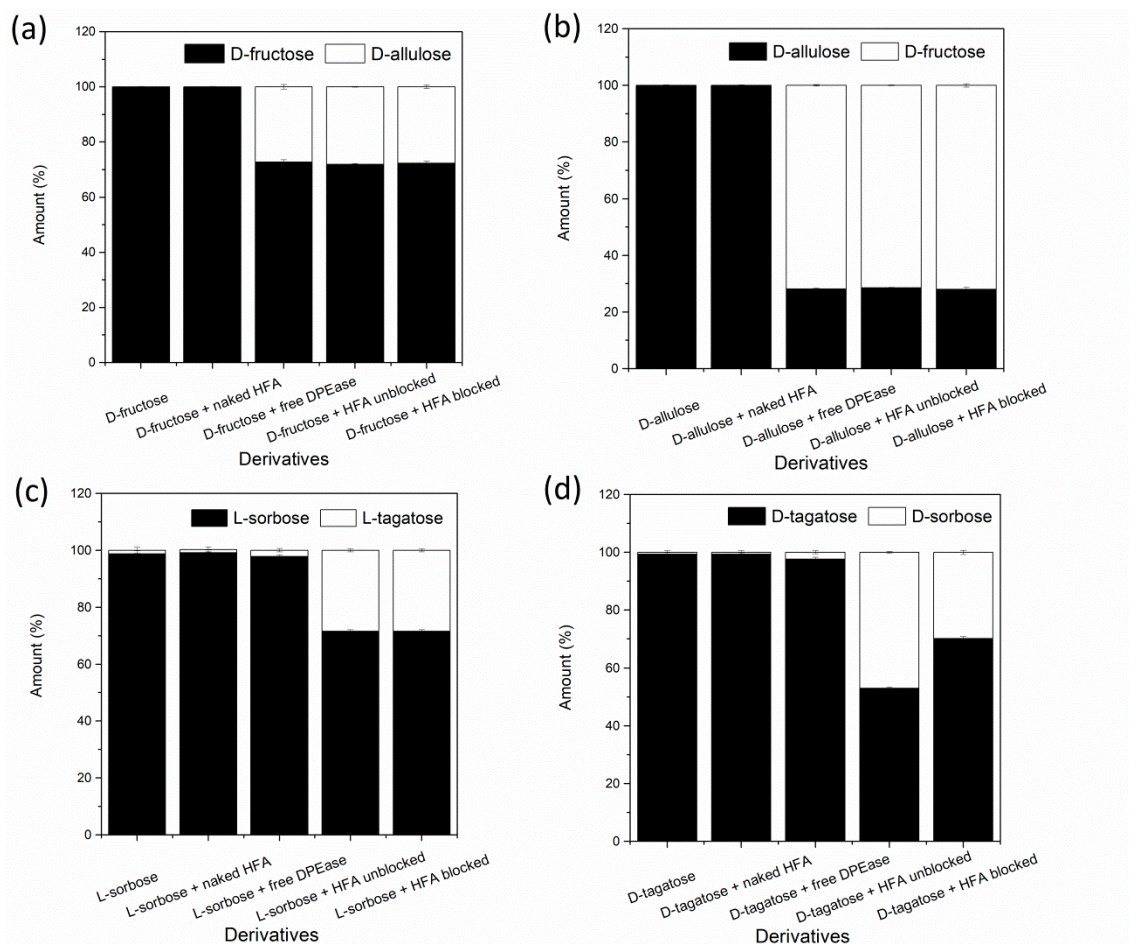 (a)
D-fructose D-allulose
120
100
80
60
40
20
0
Amount (%)
D-fructose
D-fructose + naked HFA
D-fructose + free DPEase
D-fructose + HFA unblocked
D-fructose + HFA blocked
Derivatives
(b)
D-allulose D-fructose
120
100
80
60
40
20
0
Amount (%)
D-allulose
D-allulose + naked HFA
D-allulose + free DPEase
D-allulose + HFA unblocked
D-allulose + HFA blocked
Derivatives
(c)
L-sorbose L-tagatose
120
100
80
60
40
20
0
Amount (%)
L-sorbose
L-sorbose + naked HFA
L-sorbose + free DPEase
L-sorbose + HFA unblocked
L-sorbose + HFA blocked
Derivatives
(d)
D-tagatose D-sorbose
120
100
80
60
40
20
0
Amount (%)
D-tagatose
D-tagatose + naked HFA
D-tagatose + free DPEase
D-tagatose + HFA unblocked
D-tagatose + HFA blocked
Derivatives